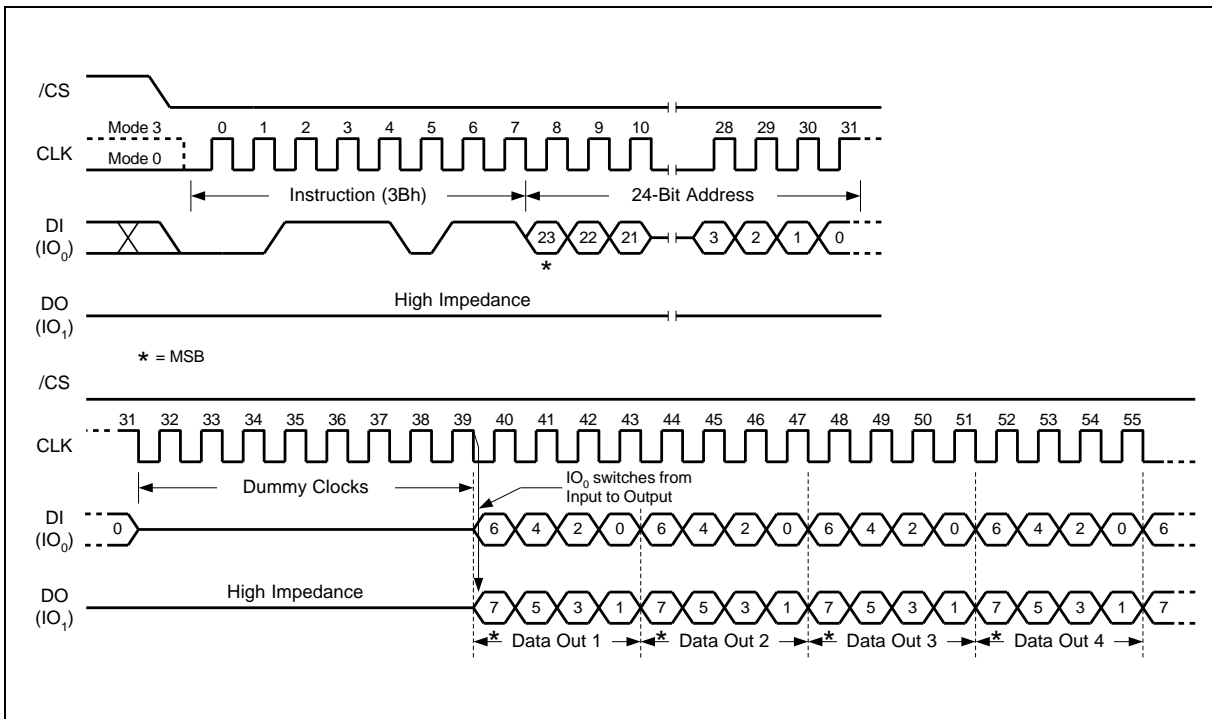 /CS
Mode 3 0 1 2 3 4 5 6 7 8 9 10 28 29 30 31
CLK
Mode 0
Instruction (3Bh) 24-Bit Address
DI
(IO0) 23 22 21 3 2 1 0
*
DO
(IO1) High Impedance
* = MSB
/CS
31 32 33 34 35 36 37 38 39 40 41 42 43 44 45 46 47 48 49 50 51 52 53 54 55
CLK
Dummy Clocks
IO0 switches from
Input to Output
DI
(IO0) 0 6 4 2 0 6 4 2 0 6 4 2 0 6 4 2 0 6
High Impedance
DO
(IO1) 7 5 3 1 7 5 3 1 7 5 3 1 7 5 3 1 7
* Data Out 1 * Data Out 2 * Data Out 3 * Data Out 4